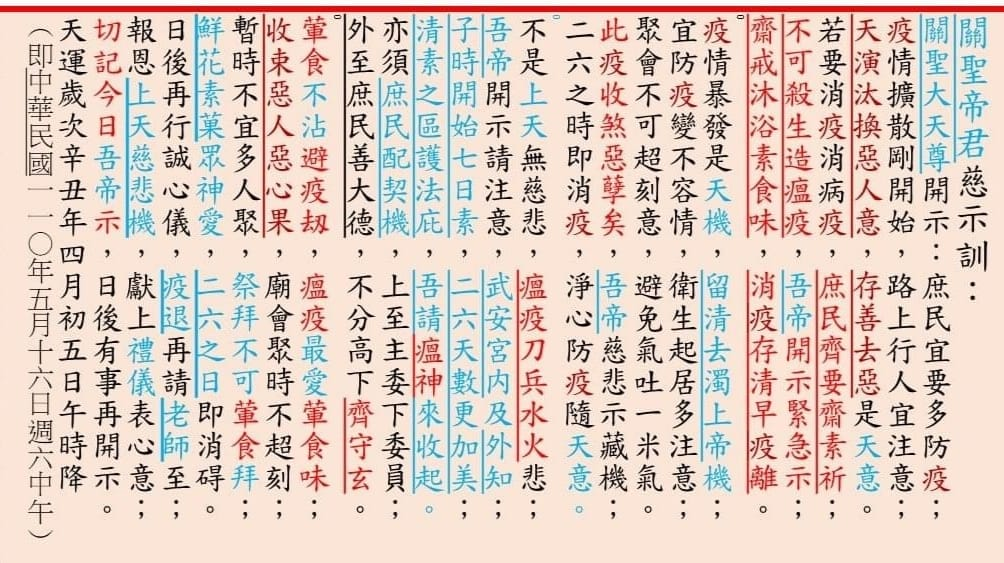 關聖帝君慈示訓：
關聖大天尊開示：庶民宜要多防疫；
疫情擴散剛開始，路上行人宜注意。
天演汰換惡人意，存善去惡是天意；
若要消疫消病疫，庶民齊要齋素祈；
不可殺生造瘟疫，吾帝開示緊急示；
齋戒沐浴素食味，消疫存清早疫離。
疫情暴發是天機，留清去濁上帝機；
宜防疫變不容情，衛生起居多注意；
聚會不可超刻意，避免氣吐一米氣。
此疫收煞惡孽矣，吾帝慈悲示藏機；
二六之時即消疫，淨心防疫隨天意。
不是上天無慈悲，瘟疫刀兵水火悲；
吾帝開示請注意，武安宮內及外知；
子時開始七日素，二六天數更加美；
清素之區護法庇，吾請瘟神來收起。
亦須庶民配契機，上至主委下委員；
外至庶民善大德，不分高下齊守玄。
葷食不沾避疫刼，瘟疫最愛葷食味；
收束惡人惡心果，廟會聚時不超刻；
暫時不宜多人聚，祭拜不可葷食拜；
鮮花素菓眾神愛，二六之日即消碍。
日後再行誠心儀，疫退再請老師至；
報恩上天慈悲機，獻上禮儀表心意；
切記今日吾帝示，日後有事再開示。
天運歲次辛丑年四月初五日午時降
（即中華民國一一〇年五月十六日週六中午）